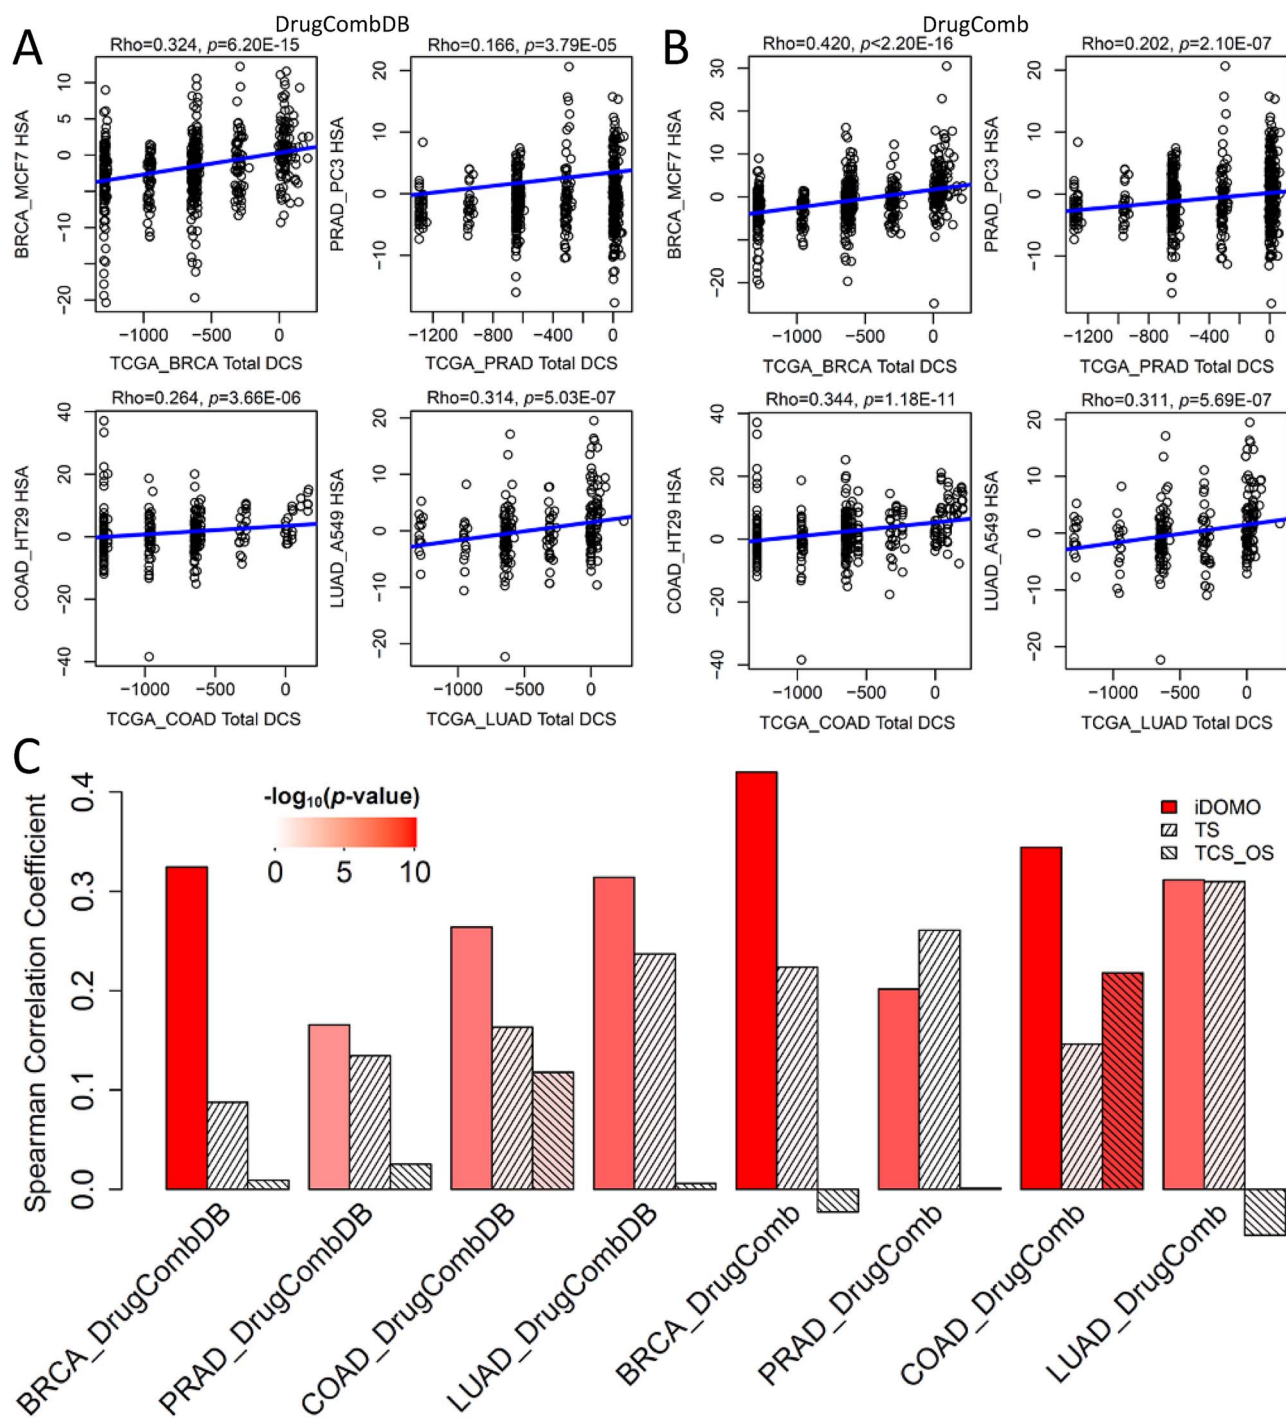 DrugCombDB
DrugComb
A
B
Rho=0.324, p=6.20E-15
Rho=0.166, p=3.79E-05
Rho=0.420, p<2.20E-16
Rho=0.202, p=2.10E-07
BRCA_MCF7 HSA
10
5
0
−10
−20
−1000 −500 0
TCGA_BRCA Total DCS
PRAD_PC3 HSA
20
10
0
−10
−1200 −800 −400 0
TCGA_PRAD Total DCS
BRCA_MCF7 HSA
30
20
10
0
−20
−1000 −500 0
TCGA_BRCA Total DCS
PRAD_PC3 HSA
20
10
0
−10
−1200 −800 −400 0
TCGA_PRAD Total DCS
Rho=0.264, p=3.66E-06
Rho=0.314, p=5.03E-07
Rho=0.344, p=1.18E-11
Rho=0.311, p=5.69E-07
COAD_HT29 HSA
40
20
0
−20
−40
−1000 −500 0
TCGA_COAD Total DCS
LUAD_A549 HSA
20
10
0
−10
−20
−1000 −500 0
TCGA_LUAD Total DCS
COAD_HT29 HSA
40
20
0
−20
−40
−1000 −500 0
TCGA_COAD Total DCS
LUAD_A549 HSA
20
10
0
−10
−20
−1000 −500 0
TCGA_LUAD Total DCS
C
Spearman Correlation Coefficient
0.4
0.3
0.2
0.1
0.0
-log₁₀(p-value)
0 5 10
iDOMO
TS
TCS_OS
BRCA_DrugCombDB
PRAD_DrugCombDB
COAD_DrugCombDB
LUAD_DrugCombDB
BRCA_DrugComb
PRAD_DrugComb
COAD_DrugComb
LUAD_DrugComb